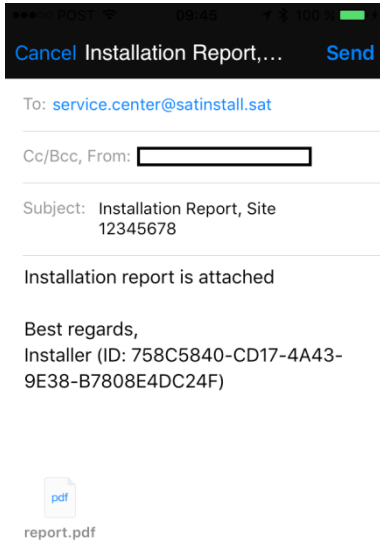 POST 09:45 100 %
Cancel Installation Report,... Send
To: service.center@satinstall.sat
Cc/Bcc, From:
Subject: Installation Report, Site
12345678
Installation report is attached
Best regards,
Installer (ID: 758C5840-CD17-4A43-
9E38-B7808E4DC24F)
pdf
report.pdf